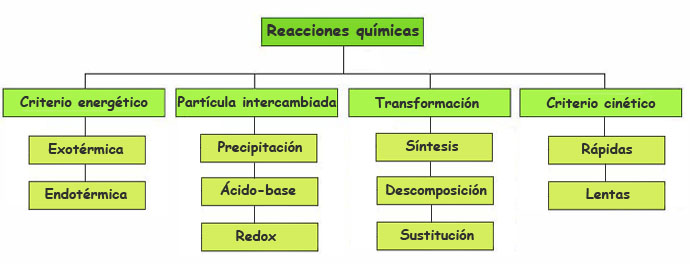 Reacciones químicas
Criterio energético
Exotérmica
Endotérmica
Partícula intercambiada
Precipitación
Ácido-base
Redox
Transformación
Síntesis
Descomposición
Sustitución
Criterio cinético
Rápidas
Lentas